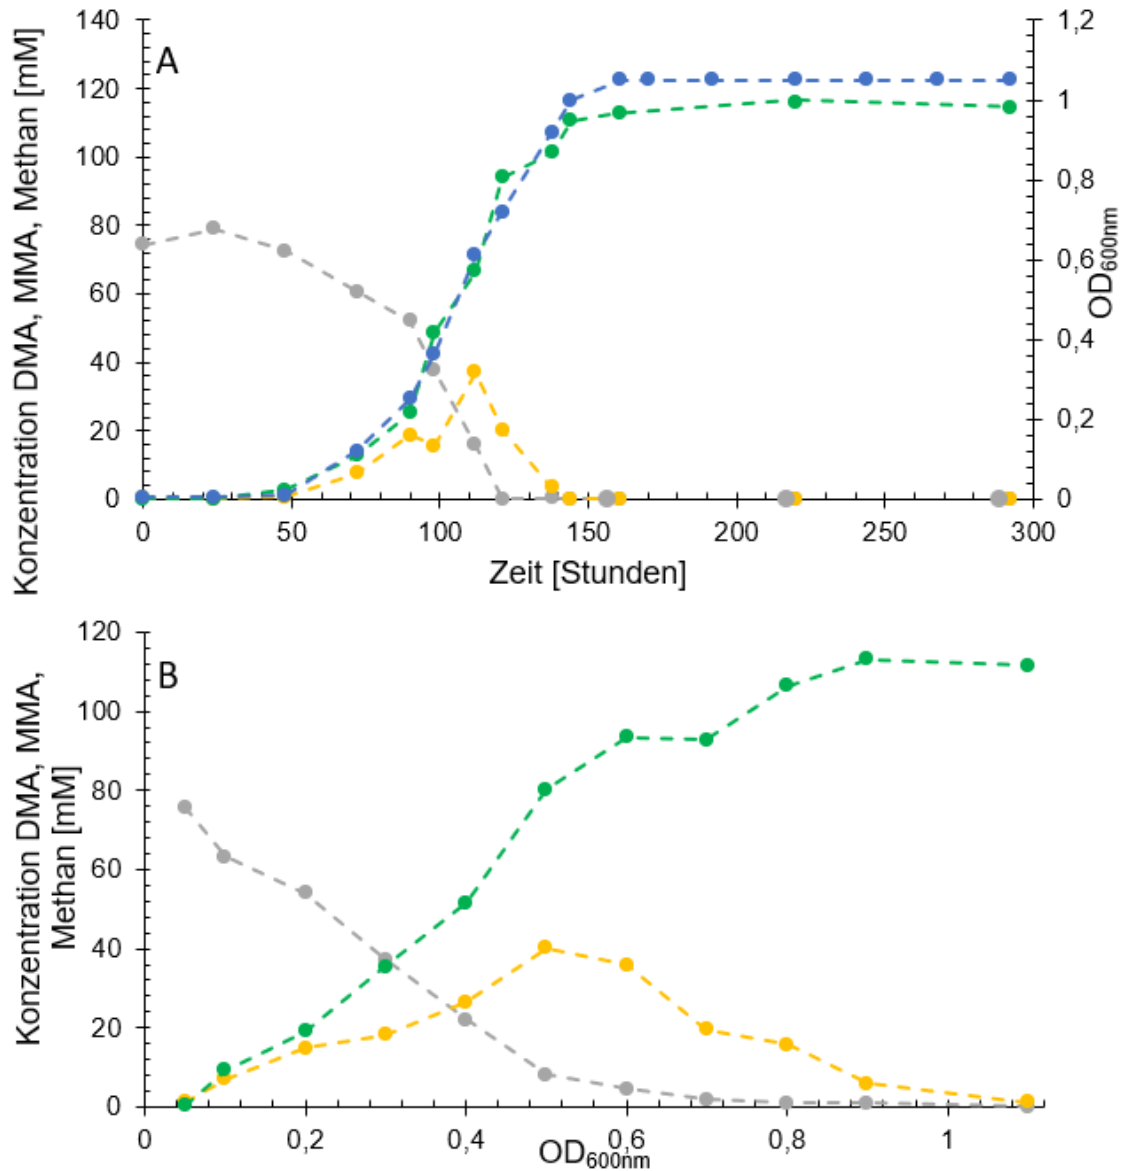 A
Konzentration DMA, MMA, Methan [mM]
140
120
100
80
60
40
20
0
1,2
1
0,8
0,6
0,4
0,2
0
OD600nm
0 50 100 150 200 250 300
Zeit [Stunden]
B
Konzentration DMA, MMA,
Methan [mM]
120
100
80
60
40
20
0
0 0,2 0,4 0,6 0,8 1
OD600nm